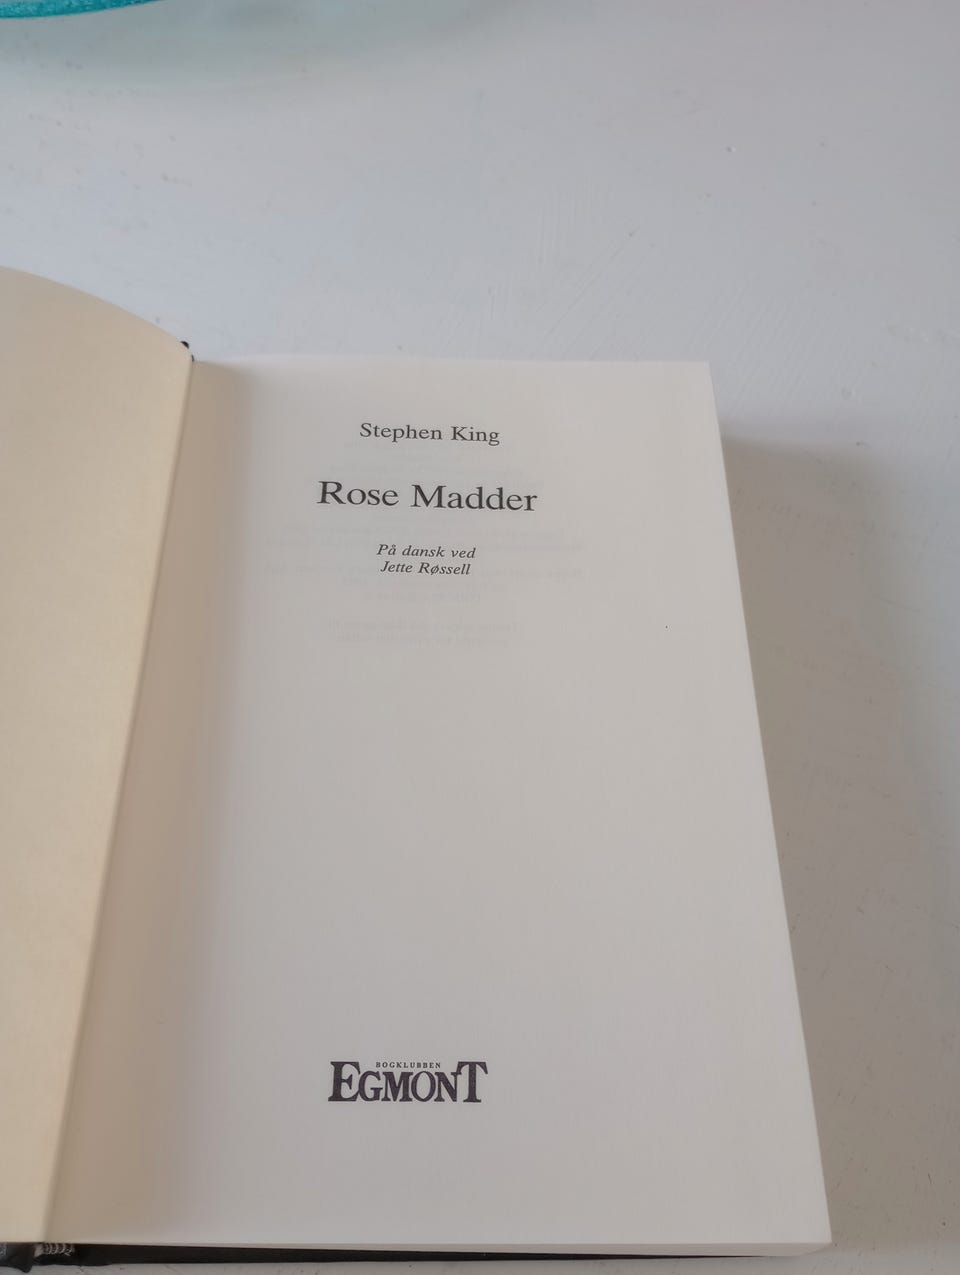 Stephen King
Rose Madder
På dansk ved
Jette Røssell
BOGKLUBBEN
EGMONT